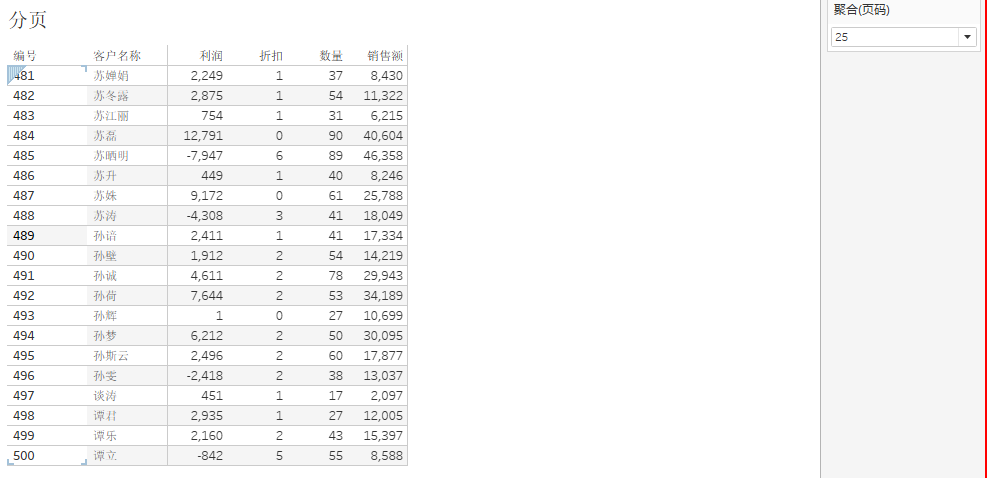 分页
聚合(页码)
25
编号 客户名称 利润 折扣 数量 销售额
481 苏婵娟 2,249 1 37 8,430
482 苏冬露 2,875 1 54 11,322
483 苏江丽 754 1 31 6,215
484 苏磊 12,791 0 90 40,604
485 苏晒明 -7,947 6 89 46,358
486 苏升 449 1 40 8,246
487 苏姝 9,172 0 61 25,788
488 苏涛 -4,308 3 41 18,049
489 孙谙 2,411 1 41 17,334
490 孙壁 1,912 2 54 14,219
491 孙诚 4,611 2 78 29,943
492 孙荷 7,644 2 53 34,189
493 孙辉 1 0 27 10,699
494 孙梦 6,212 2 50 30,095
495 孙斯云 2,496 2 60 17,877
496 孙雯 -2,418 2 38 13,037
497 谈涛 451 1 17 2,097
498 谭君 2,935 1 27 12,005
499 谭乐 2,160 2 43 15,397
500 谭立 -842 5 55 8,588